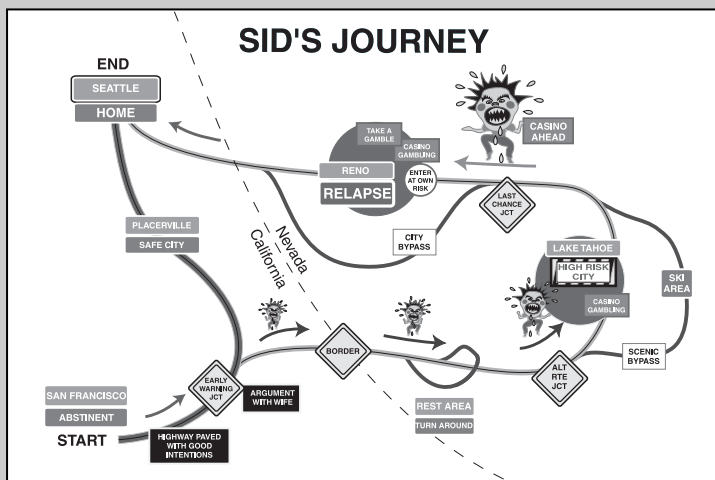 SID'S JOURNEY
END
SEATTLE
HOME
TAKE A
GAMBLE
CASINO
GAMBLING
CASINO
AHEAD
RENO
RELAPSE
ENTER
AT OWN
RISK
LAST
CHANCE
JCT
PLACERVILLE
SAFE CITY
Nevada
California
CITY
BYPASS
LAKE TAHOE
HIGH RISK
CITY
CASINO
GAMBLING
SKI
AREA
BORDER
SCENIC
BYPASS
EARLY
WARNING
JCT
ARGUMENT
WITH WIFE
ALT
RTE
JCT
SAN FRANCISCO
ABSTINENT
REST AREA
TURN AROUND
START
HIGHWAY PAVED
WITH GOOD
INTENTIONS